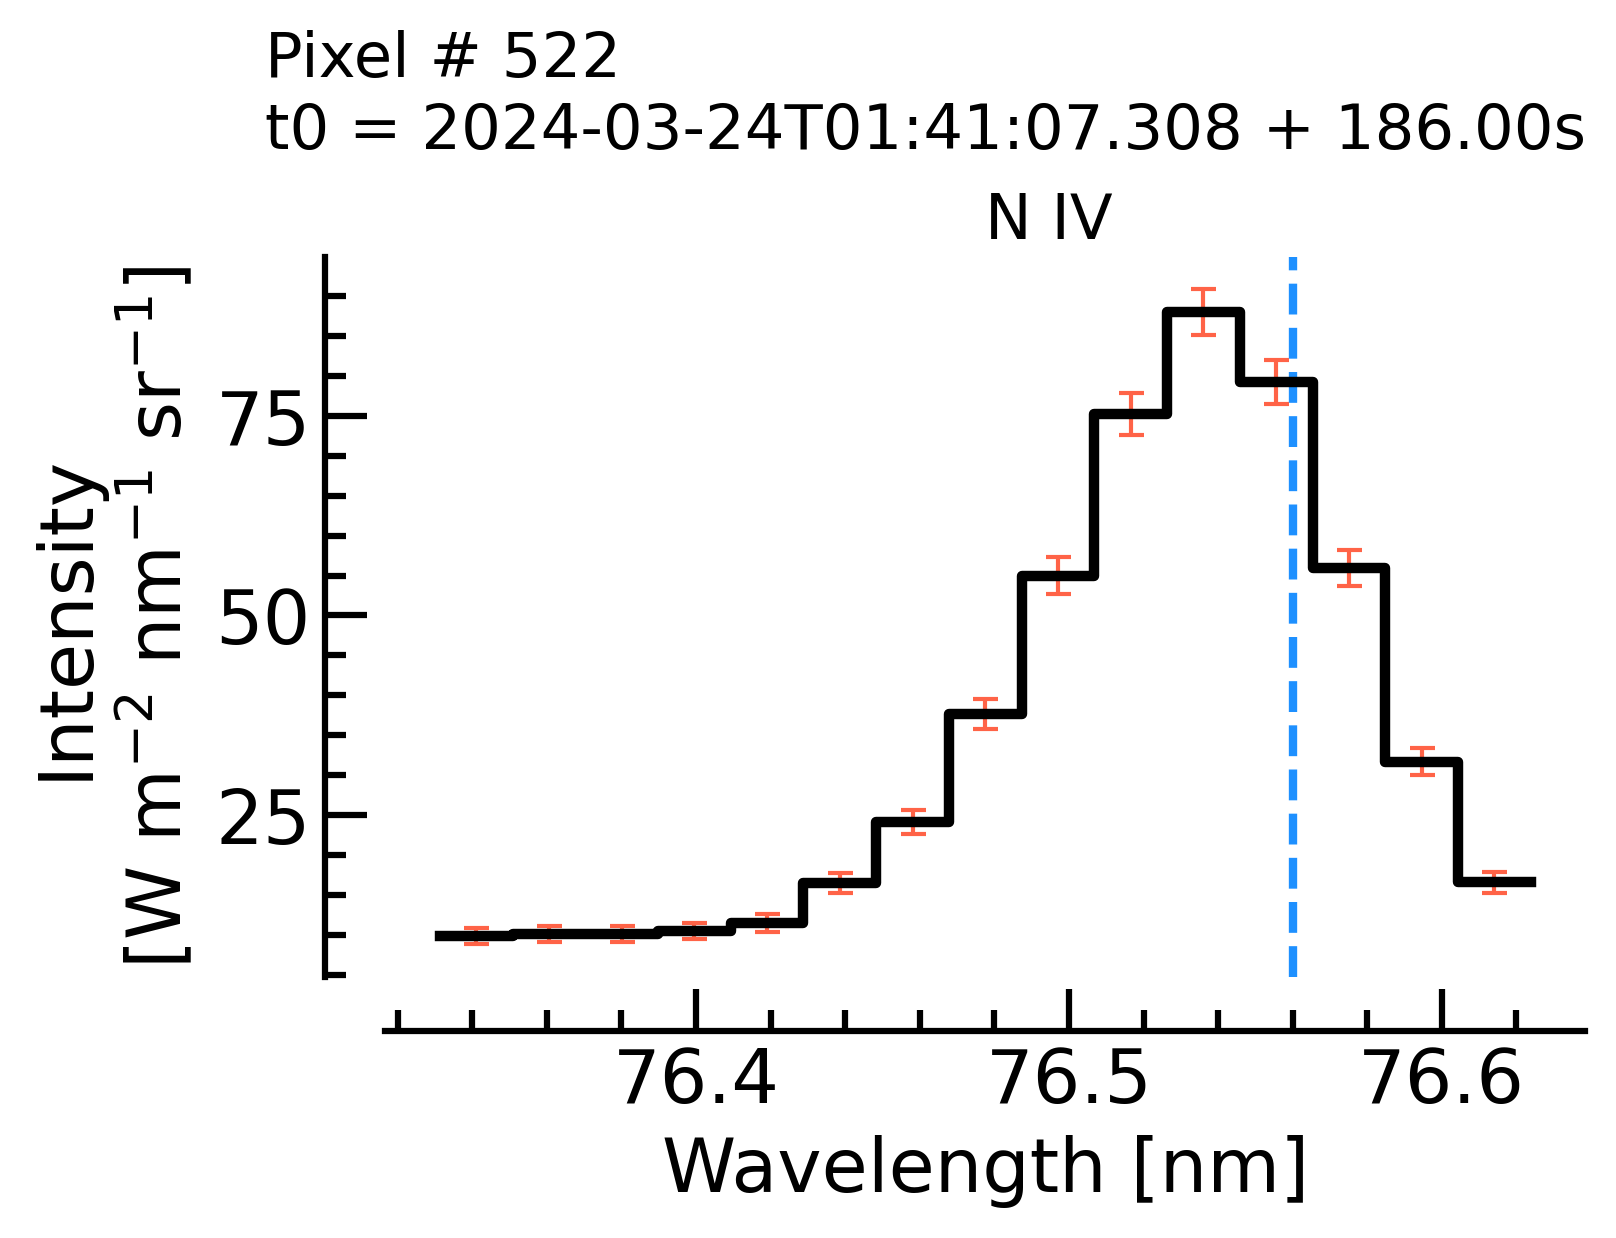 Pixel # 522
t0 = 2024-03-24T01:41:07.308 + 186.00s
N IV
Intensity
[W m⁻² nm⁻¹ sr⁻¹]
75
50
25
76.4 76.5 76.6
Wavelength [nm]